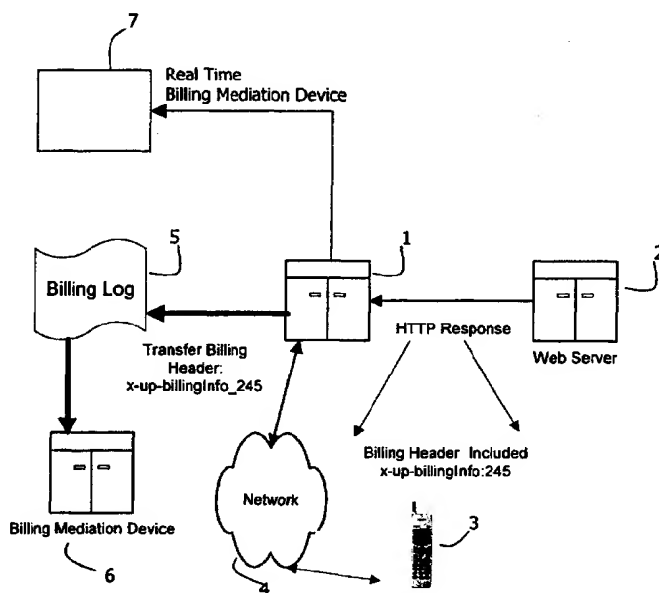 7
Real Time
Billing Mediation Device
5
1
2
Billing Log
HTTP Response
Web Server
Transfer Billing
Header:
x-up-billingInfo_245
Billing Header Included
x-up-billingInfo:245
Network
3
Billing Mediation Device
6
4